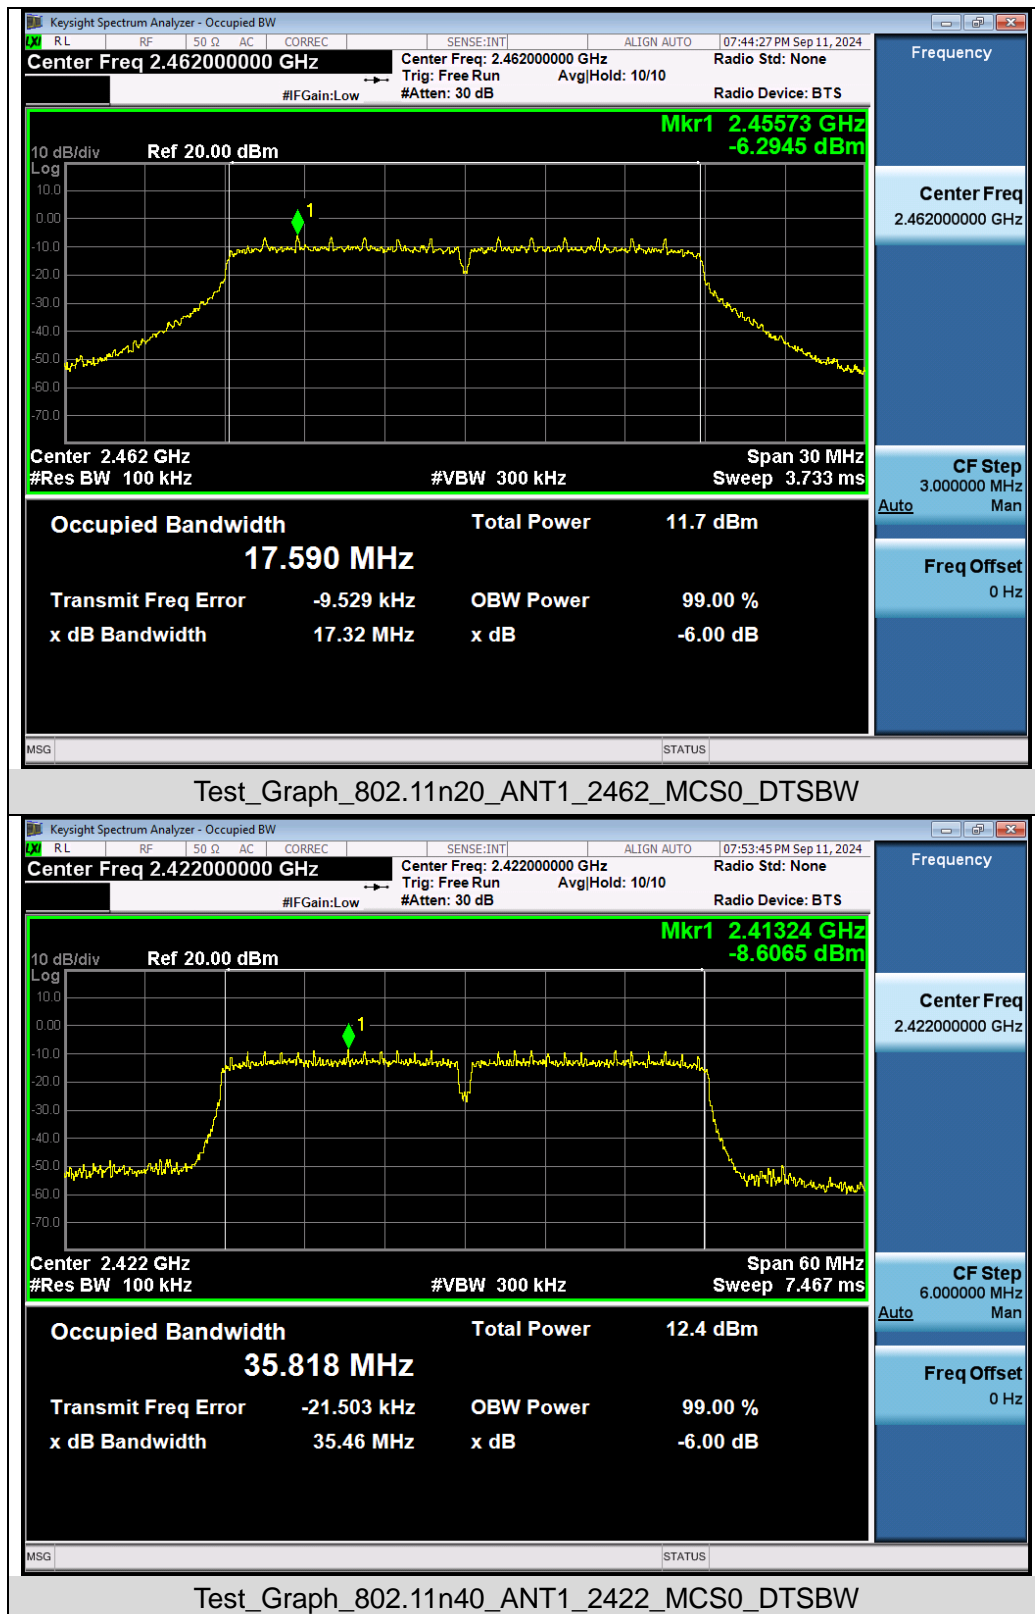 Keysight Spectrum Analyzer - Occupied BW
LXI RL RF 50 Ω AC CORREC SENSE:INT ALIGN AUTO 07:44:27 PM Sep 11, 2024
Center Freq 2.462000000 GHz
#IFGain:Low
Center Freq: 2.462000000 GHz
Trig: Free Run Avg|Hold: 10/10
#Atten: 30 dB
Radio Std: None
Radio Device: BTS
Mkr1 2.45573 GHz
-6.2945 dBm
10 dB/div Ref 20.00 dBm
Log
10.0
0.00
-10.0
-20.0
-30.0
-40.0
-50.0
-60.0
-70.0
1
Center 2.462 GHz Span 30 MHz
#Res BW 100 kHz #VBW 300 kHz Sweep 3.733 ms
Occupied Bandwidth Total Power 11.7 dBm
17.590 MHz
Transmit Freq Error -9.529 kHz OBW Power 99.00 %
x dB Bandwidth 17.32 MHz x dB -6.00 dB
MSG STATUS
Frequency
Center Freq
2.462000000 GHz
CF Step
3.000000 MHz
Auto Man
Freq Offset
0 Hz
Test_Graph_802.11n20_ANT1_2462_MCS0_DTSBW
Keysight Spectrum Analyzer - Occupied BW
LXI RL RF 50 Ω AC CORREC SENSE:INT ALIGN AUTO 07:53:45 PM Sep 11, 2024
Center Freq 2.422000000 GHz
#IFGain:Low
Center Freq: 2.422000000 GHz
Trig: Free Run Avg|Hold: 10/10
#Atten: 30 dB
Radio Std: None
Radio Device: BTS
Mkr1 2.41324 GHz
-8.6065 dBm
10 dB/div Ref 20.00 dBm
Log
10.0
0.00
-10.0
-20.0
-30.0
-40.0
-50.0
-60.0
-70.0
1
Center 2.422 GHz Span 60 MHz
#Res BW 100 kHz #VBW 300 kHz Sweep 7.467 ms
Occupied Bandwidth Total Power 12.4 dBm
35.818 MHz
Transmit Freq Error -21.503 kHz OBW Power 99.00 %
x dB Bandwidth 35.46 MHz x dB -6.00 dB
MSG STATUS
Frequency
Center Freq
2.422000000 GHz
CF Step
6.000000 MHz
Auto Man
Freq Offset
0 Hz
Test_Graph_802.11n40_ANT1_2422_MCS0_DTSBW